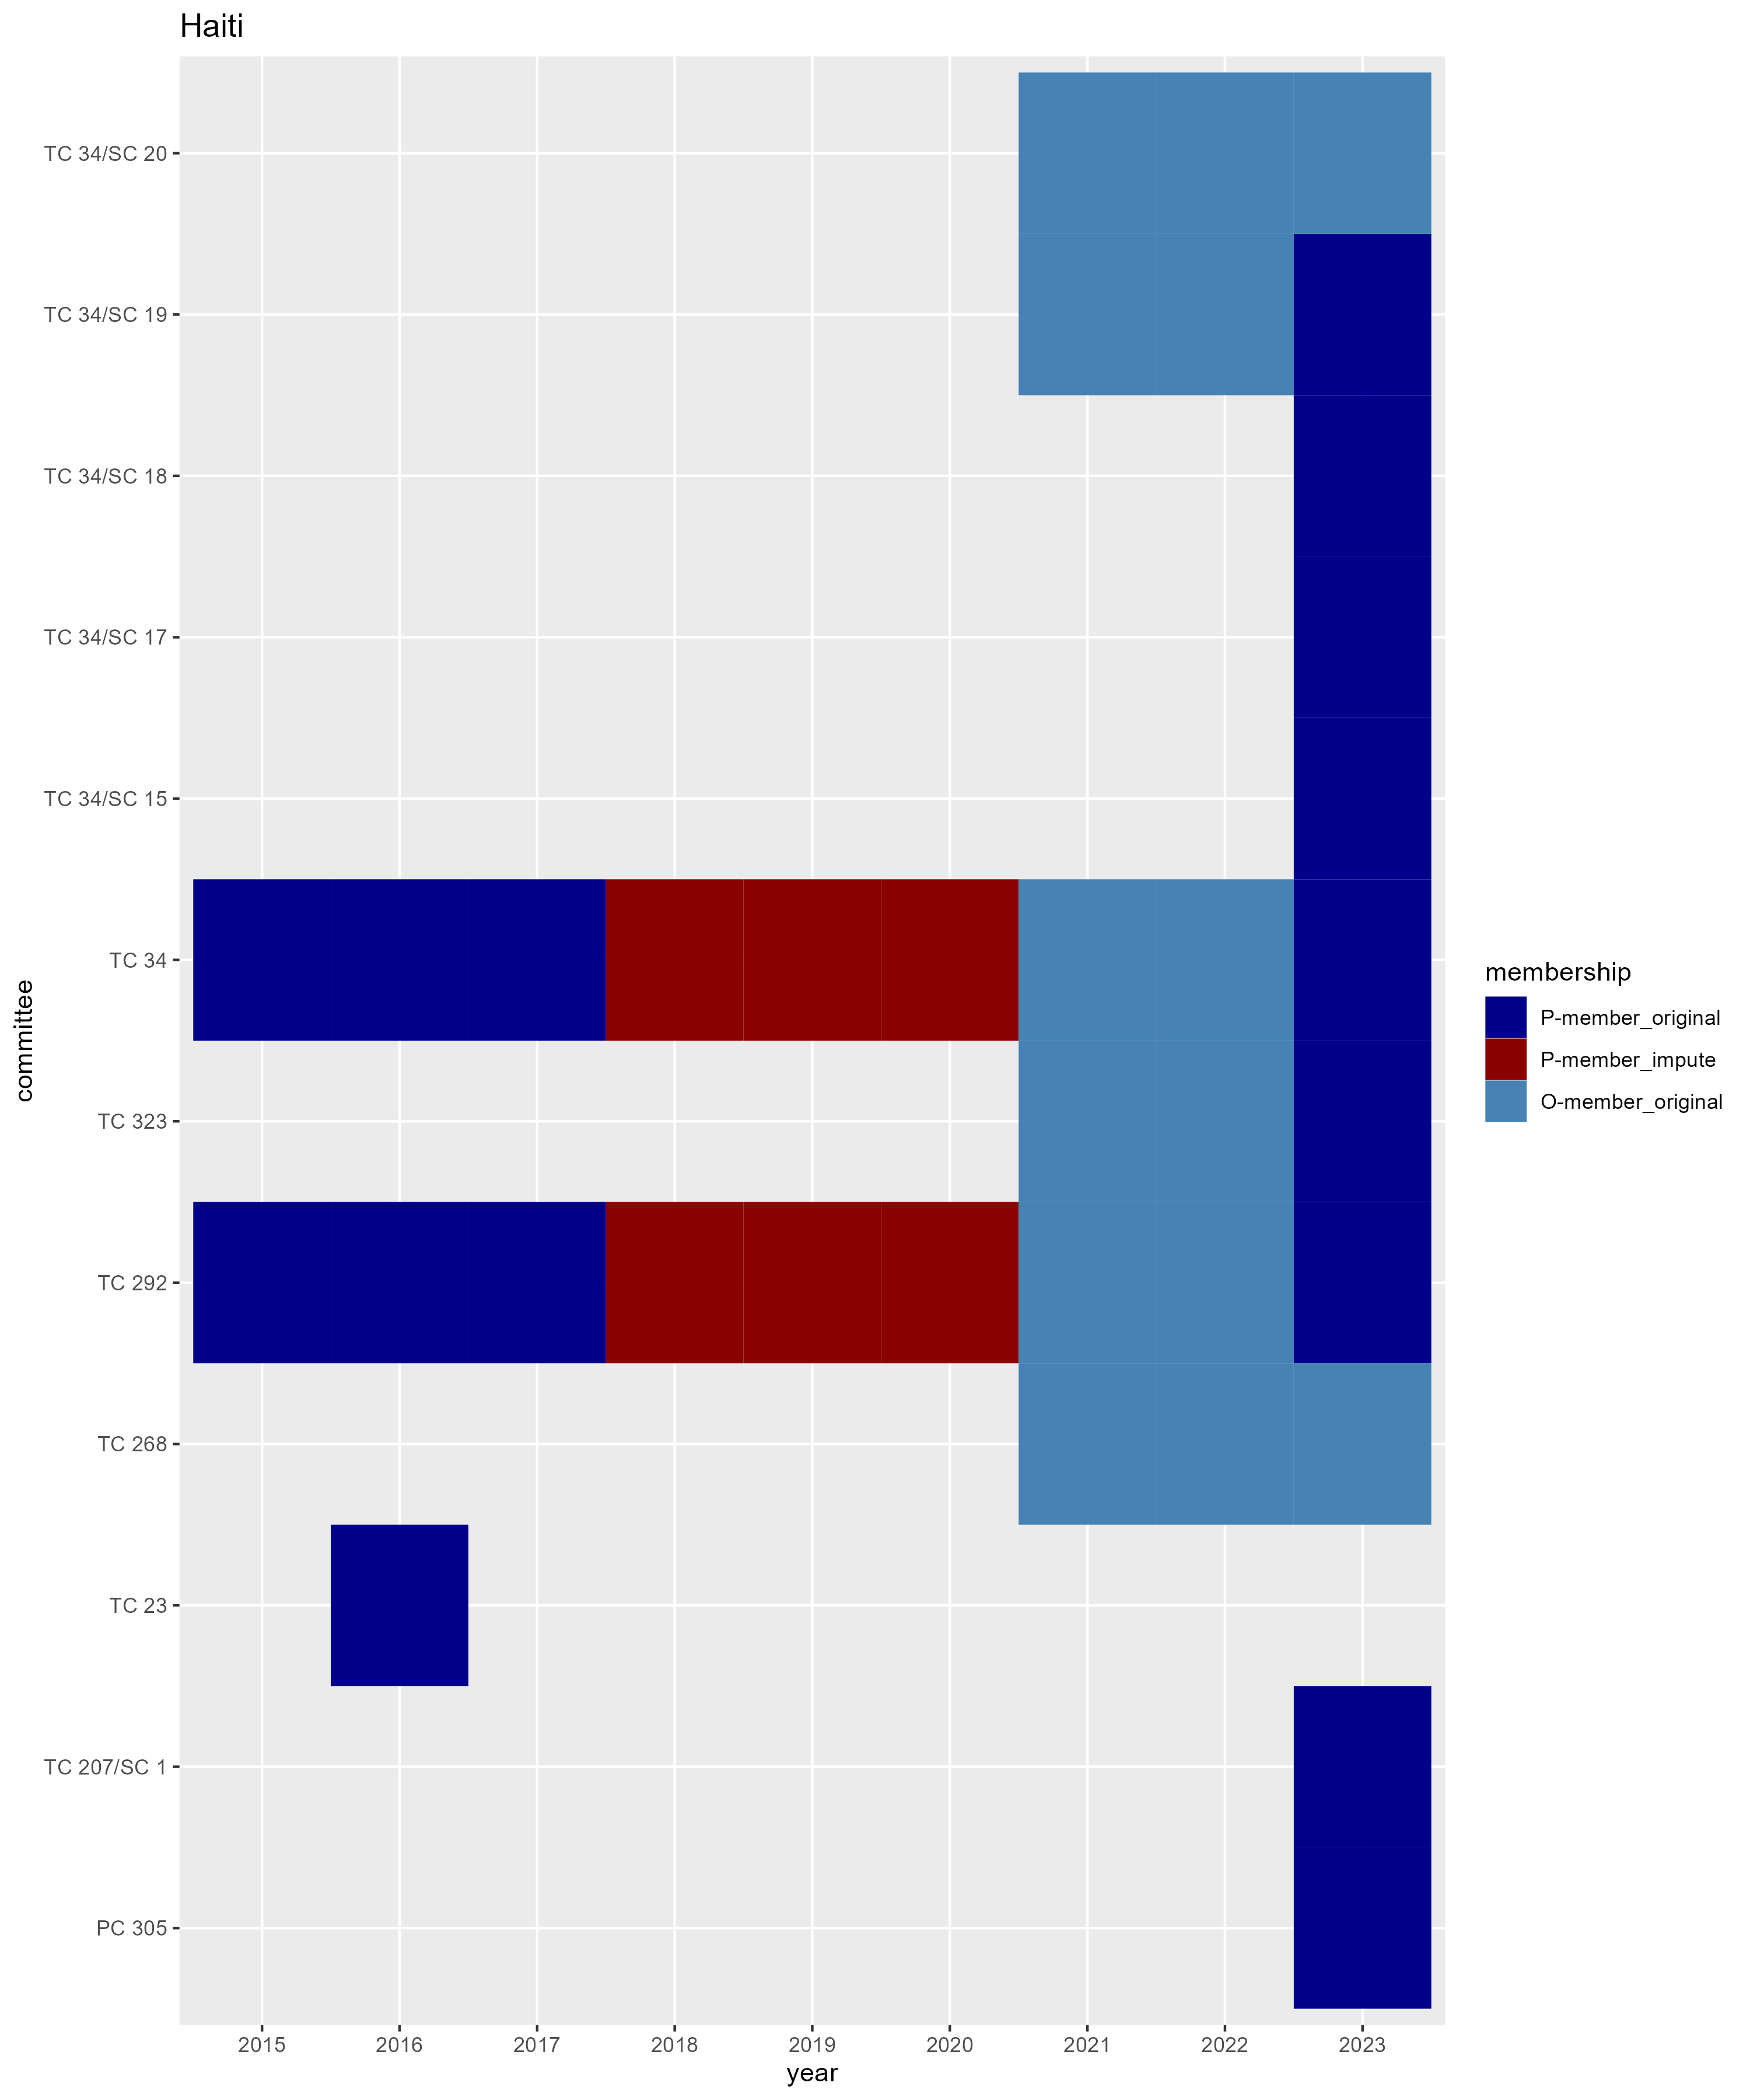 Haiti
TC 34/SC 20
TC 34/SC 19
TC 34/SC 18
TC 34/SC 17
TC 34/SC 15
TC 34
TC 323
TC 292
TC 268
TC 23
TC 207/SC 1
PC 305
committee
2015 2016 2017 2018 2019 2020 2021 2022 2023
year
membership
P-member_original
P-member_impute
O-member_original